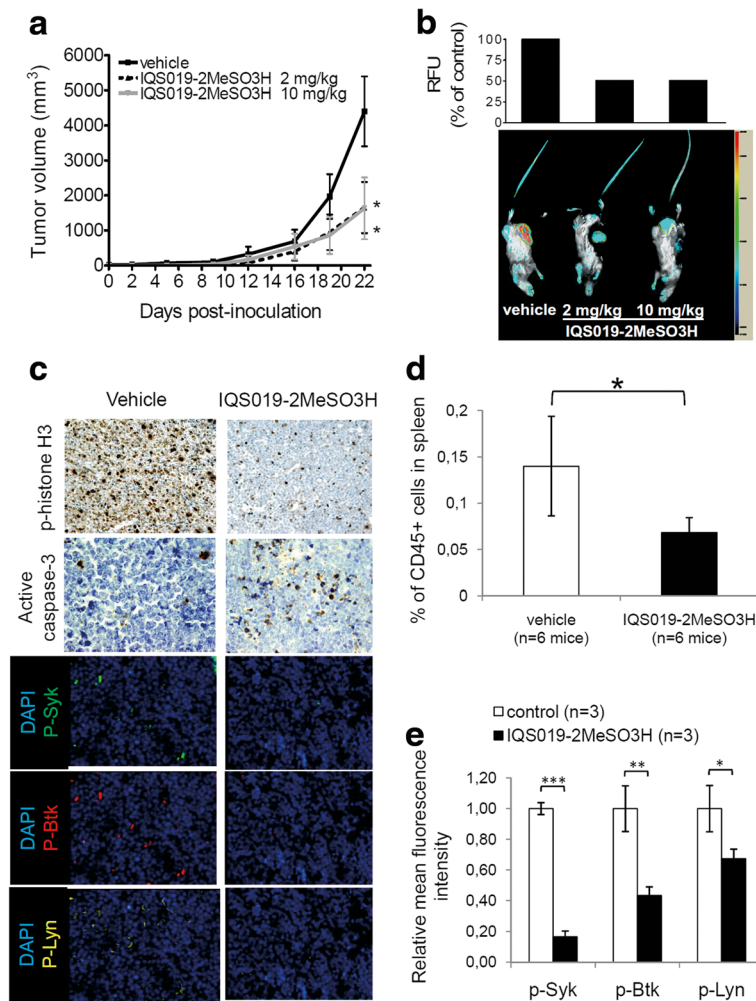 a
Tumor volume (mm³)
6000
5000
4000
3000
2000
1000
0
vehicle
IQS019-2MeSO3H 2 mg/kg
IQS019-2MeSO3H 10 mg/kg
*
*
0 2 4 6 8 10 12 14 16 18 20 22
Days post-inoculation
b
RFU
(% of control)
100
75
50
25
0
vehicle 2 mg/kg 10 mg/kg
IQS019-2MeSO3H
c
Vehicle IQS019-2MeSO3H
p-histone H3
Active
caspase-3
DAPI
P-Syk
DAPI
P-Btk
DAPI
P-Lyn
d
% of CD45+ cells in spleen
0,2
0,15
0,1
0,05
0
*
vehicle
(n=6 mice)
IQS019-2MeSO3H
(n=6 mice)
e
control (n=3)
IQS019-2MeSO3H (n=3)
Relative mean fluorescence
intensity
1,20
1,00
0,80
0,60
0,40
0,20
0,00
*** ** *
p-Syk p-Btk p-Lyn